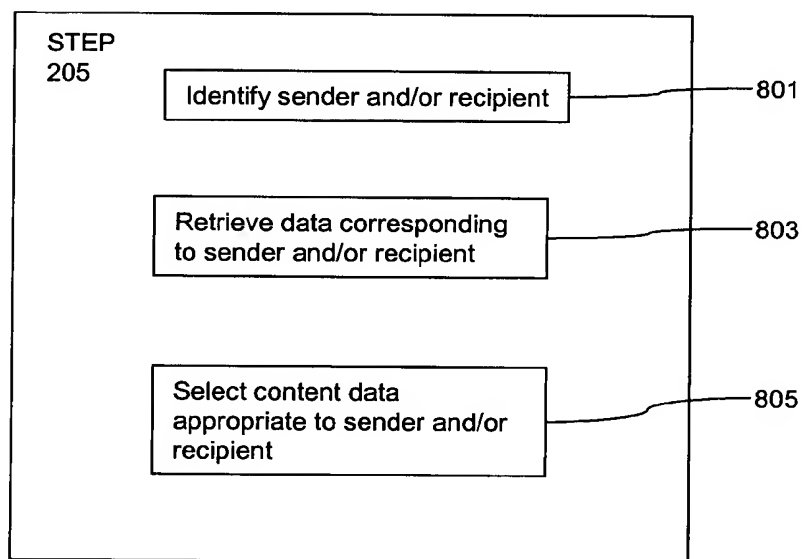 STEP
205
Identify sender and/or recipient
801
Retrieve data corresponding
to sender and/or recipient
803
Select content data
appropriate to sender and/or
recipient
805